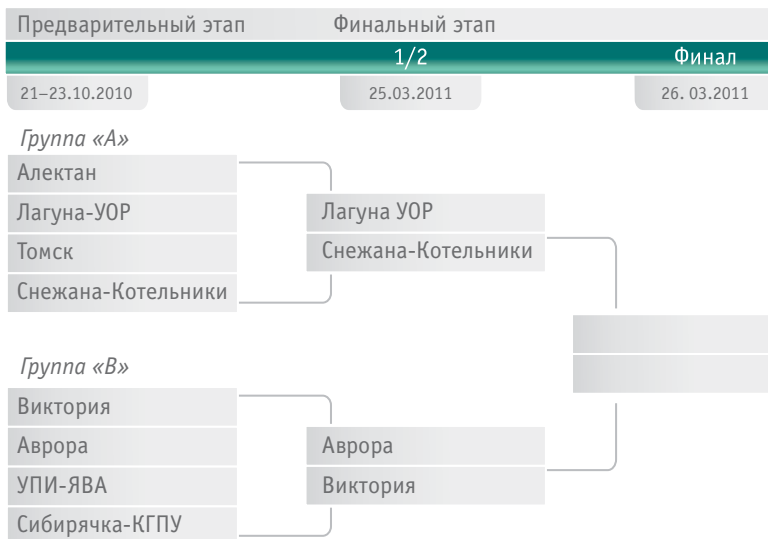 Предварительный этап Финальный этап
1/2 Финал
21–23.10.2010 25.03.2011 26. 03.2011
Группа «А»
Алектан
Лагуна-УОР
Томск
Снежана-Котельники
Лагуна УОР
Снежана-Котельники
Группа «В»
Виктория
Аврора
УПИ-ЯВА
Сибирячка-КГПУ
Аврора
Виктория